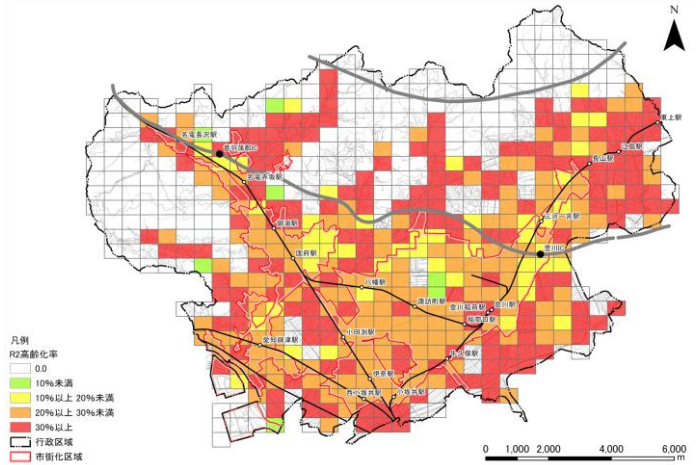 N
東上駅
名電長沢駅
音羽蒲郡IC
江島駅
長山駅
名電赤坂駅
三河一宮駅
御油駅
豊川IC
国府駅
八幡駅
諏訪町駅
豊川稲荷駅
豊川駅
稲荷口駅
小田渕駅
愛知御津駅
牛久保駅
伊奈駅
西小坂井駅
小坂井駅
凡例
R2高齢化率
0.0
10%未満
10%以上 20%未満
20%以上 30%未満
30%以上
行政区域
市街化区域
0 1,000 2,000 4,000 6,000
m